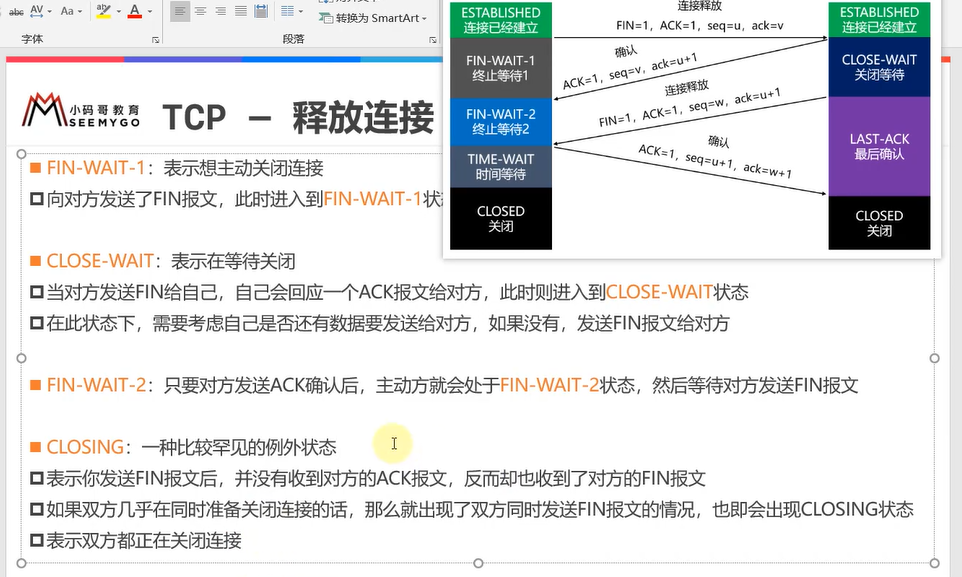 abc AV Aa aby A
转换为 SmartArt
字体
段落
小码哥教育
SEEMYGO
TCP – 释放连接
ESTABLISHED
连接已经建立
FIN-WAIT-1
终止等待1
FIN-WAIT-2
终止等待2
TIME-WAIT
时间等待
CLOSED
关闭
连接释放
FIN=1，ACK=1，seq=u，ack=v
确认
ACK=1，seq=v，ack=u+1
连接释放
FIN=1，ACK=1，seq=w，ack=u+1
确认
ACK=1，seq=u+1，ack=w+1
ESTABLISHED
连接已经建立
CLOSE-WAIT
关闭等待
LAST-ACK
最后确认
CLOSED
关闭
FIN-WAIT-1：表示想主动关闭连接
向对方发送了FIN报文，此时进入到FIN-WAIT-1状
CLOSE-WAIT：表示在等待关闭
当对方发送FIN给自己，自己会回应一个ACK报文给对方，此时则进入到CLOSE-WAIT状态
在此状态下，需要考虑自己是否还有数据要发送给对方，如果没有，发送FIN报文给对方
FIN-WAIT-2：只要对方发送ACK确认后，主动方就会处于FIN-WAIT-2状态，然后等待对方发送FIN报文
CLOSING：一种比较罕见的例外状态
表示你发送FIN报文后，并没有收到对方的ACK报文，反而却也收到了对方的FIN报文
如果双方几乎在同时准备关闭连接的话，那么就出现了双方同时发送FIN报文的情况，也即会出现CLOSING状态
表示双方都正在关闭连接